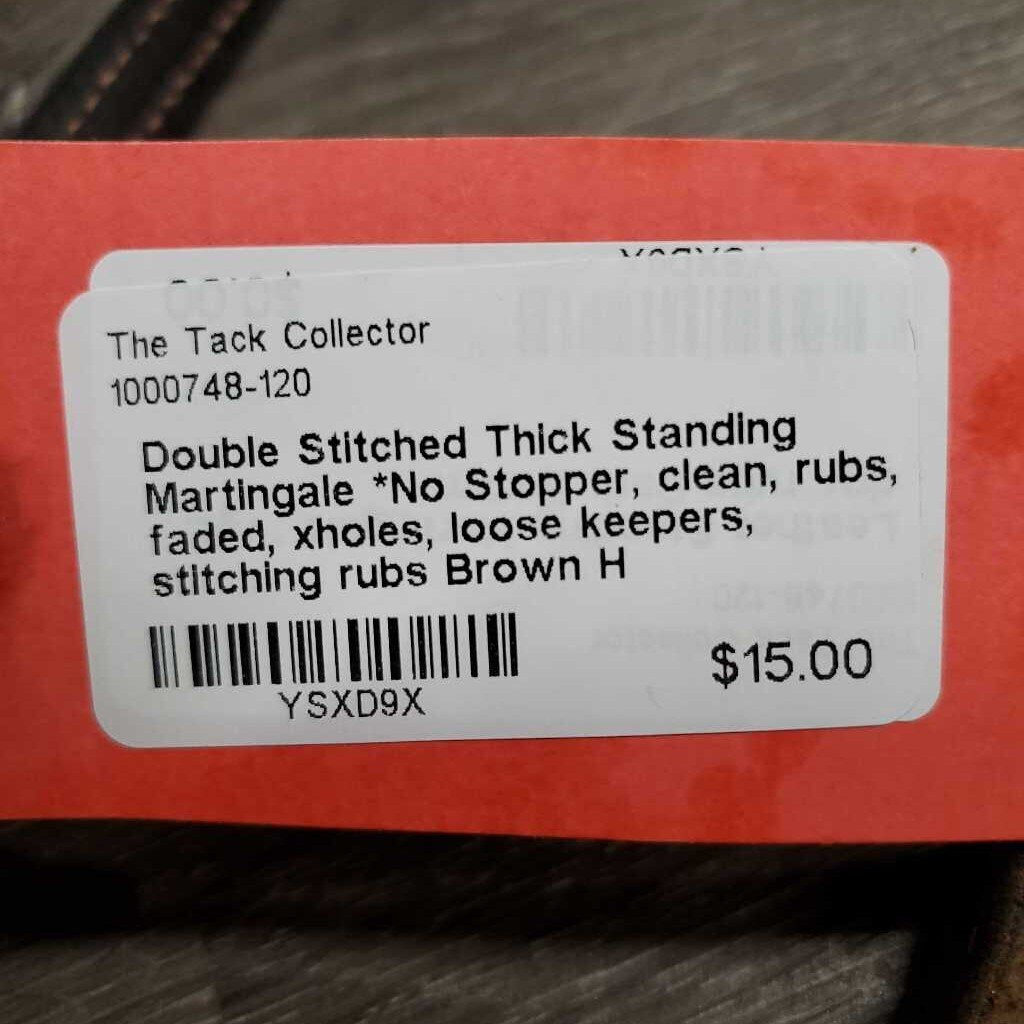 The Tack Collector
1000748-120
Double Stitched Thick Standing
Martingale *No Stopper, clean, rubs,
faded, xholes, loose keepers,
stitching rubs Brown H
YSXD9X
$15.00